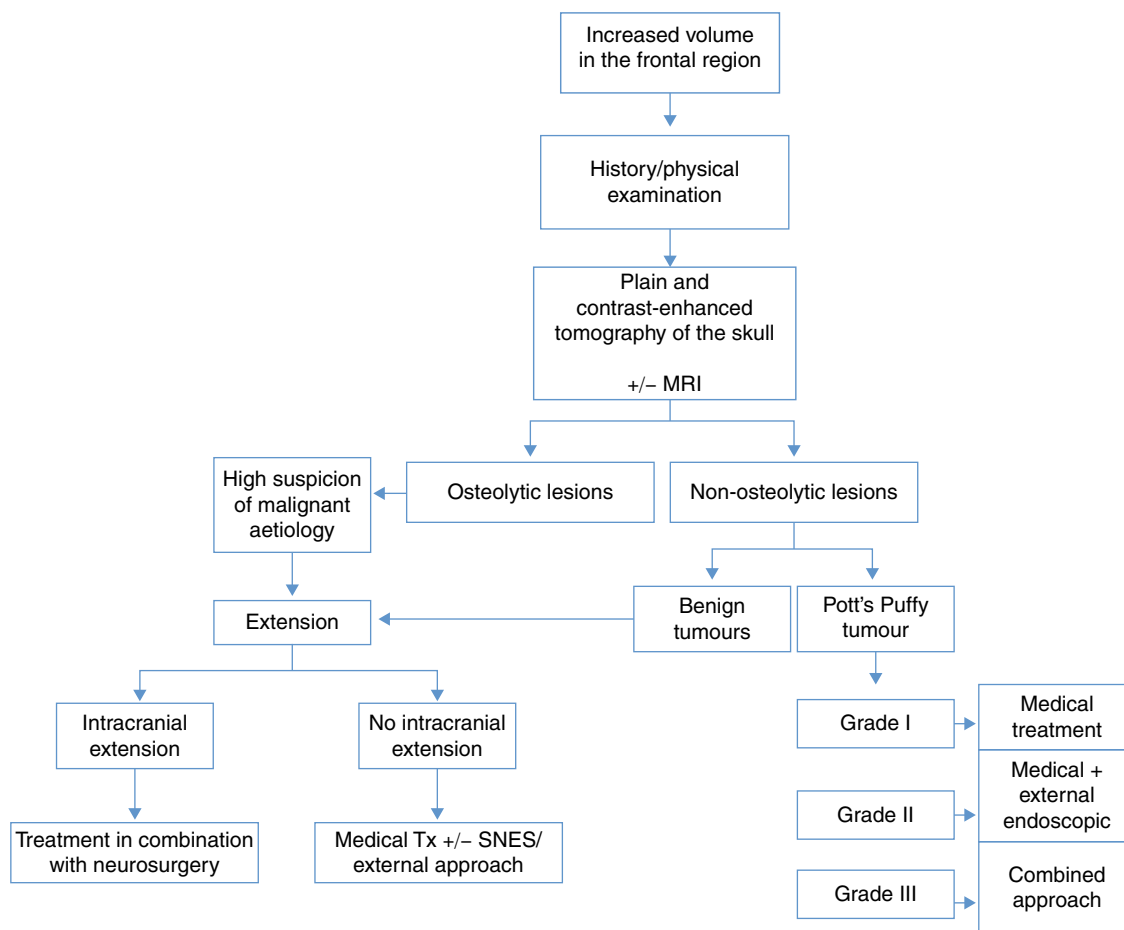 Increased volume
in the frontal region
History/physical
examination
Plain and
contrast-enhanced
tomography of the skull
+/− MRI
High suspicion
of malignant
aetiology
Osteolytic lesions
Non-osteolytic lesions
Extension
Benign
tumours
Pott's Puffy
tumour
Intracranial
extension
No intracranial
extension
Grade I
Medical
treatment
Treatment in combination
with neurosurgery
Medical Tx +/− SNES/
external approach
Grade II
Medical +
external
endoscopic
Grade III
Combined
approach